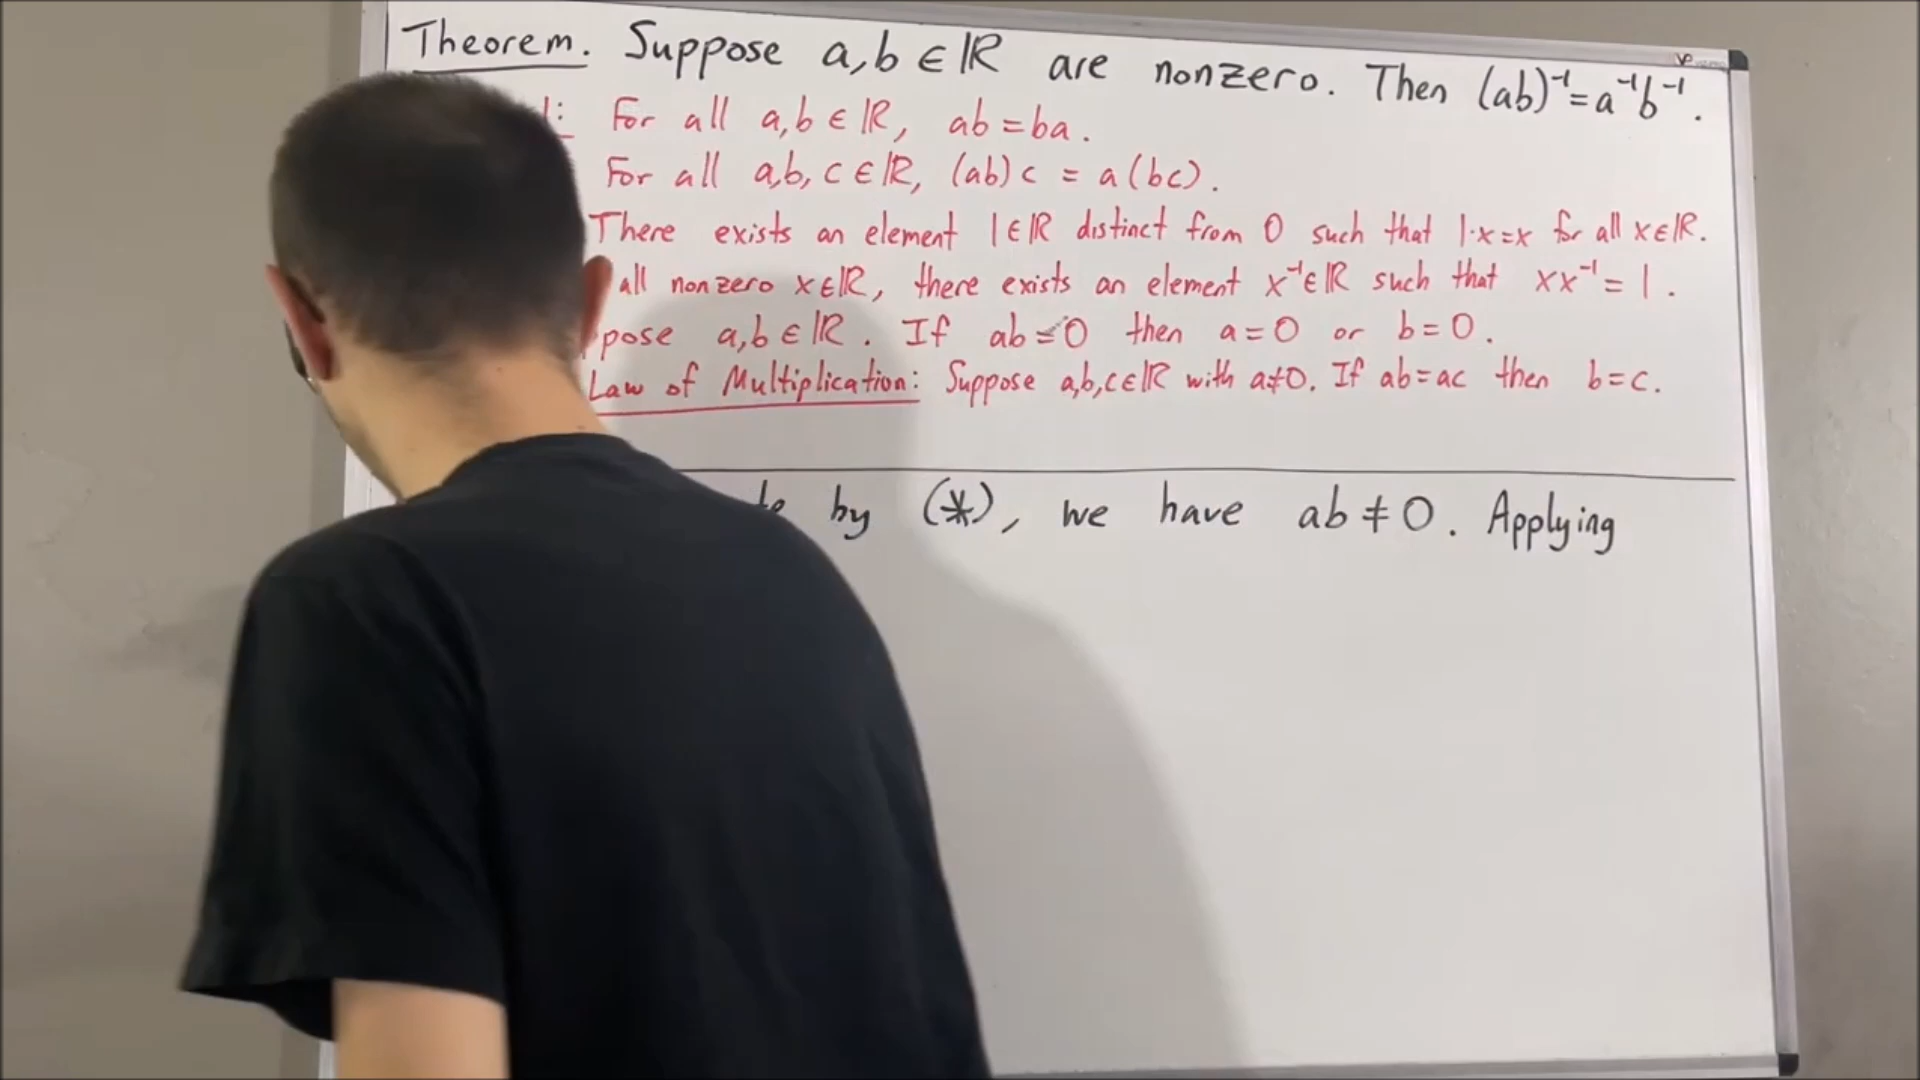 Theorem. Suppose a,b ∈ ℝ are nonzero. Then (ab)⁻¹ = a⁻¹b⁻¹.
: For all a,b ∈ ℝ, ab = ba.
For all a,b,c ∈ ℝ, (ab)c = a(bc).
There exists an element 1 ∈ ℝ distinct from 0 such that 1·x = x for all x ∈ ℝ.
all nonzero x ∈ ℝ, there exists an element x⁻¹ ∈ ℝ such that xx⁻¹ = 1.
pose a,b ∈ ℝ. If ab = 0 then a = 0 or b = 0.
Law of Multiplication: Suppose a,b,c ∈ ℝ with a ≠ 0. If ab = ac then b = c.
by (*), we have ab ≠ 0. Applying